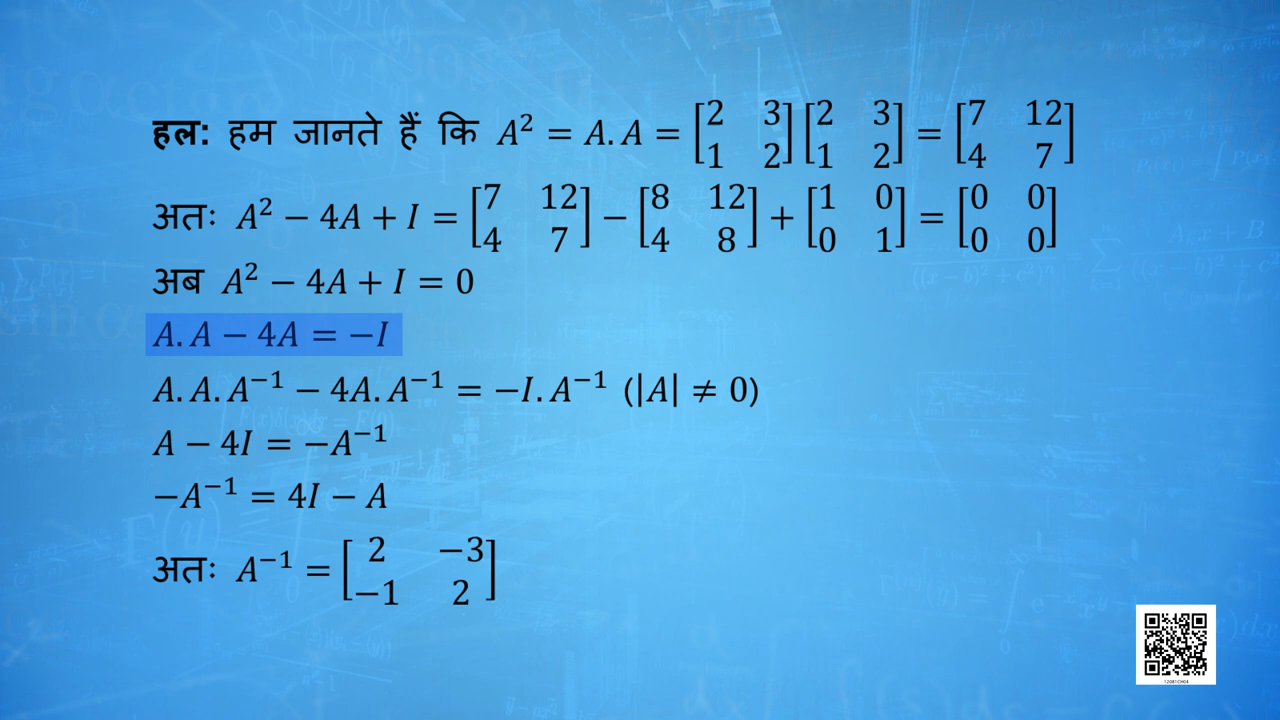 हल: हम जानते हैं कि A² = A.A = [2 3; 1 2] [2 3; 1 2] = [7 12; 4 7]
अतः A² − 4A + I = [7 12; 4 7] − [8 12; 4 8] + [1 0; 0 1] = [0 0; 0 0]
अब A² − 4A + I = 0
A.A − 4A = −I
A.A.A⁻¹ − 4A.A⁻¹ = −I.A⁻¹ (|A| ≠ 0)
A − 4I = −A⁻¹
−A⁻¹ = 4I − A
अतः A⁻¹ = [2 −3; −1 2]
12081CH04